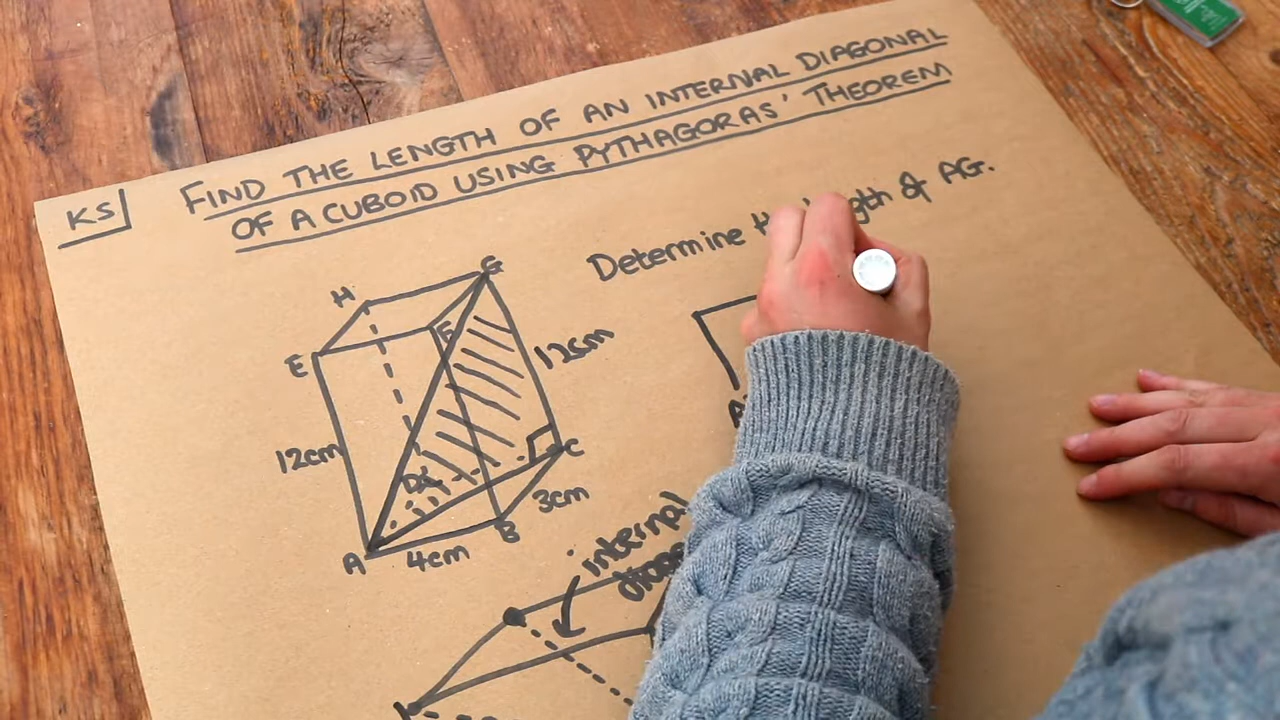 KS
FIND THE LENGTH OF AN INTERNAL DIAGONAL
OF A CUBOID USING PYTHAGORAS' THEOREM
Determine of AG.
H
G
E
F
12cm
12cm
D
C
3cm
A
4cm
B
A
internal